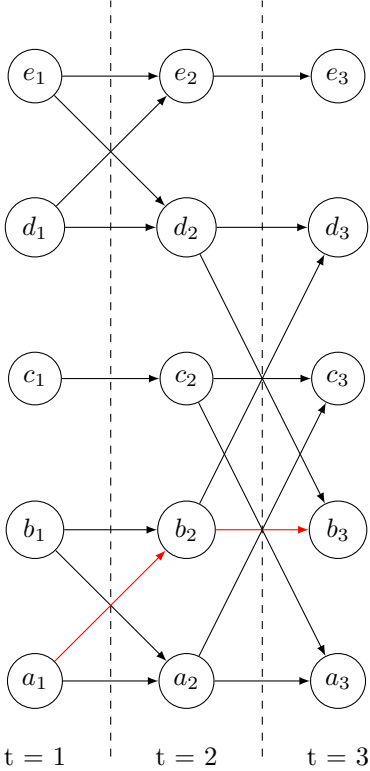 e₁ e₂ e₃
d₁ d₂ d₃
c₁ c₂ c₃
b₁ b₂ b₃
a₁ a₂ a₃
t = 1 t = 2 t = 3